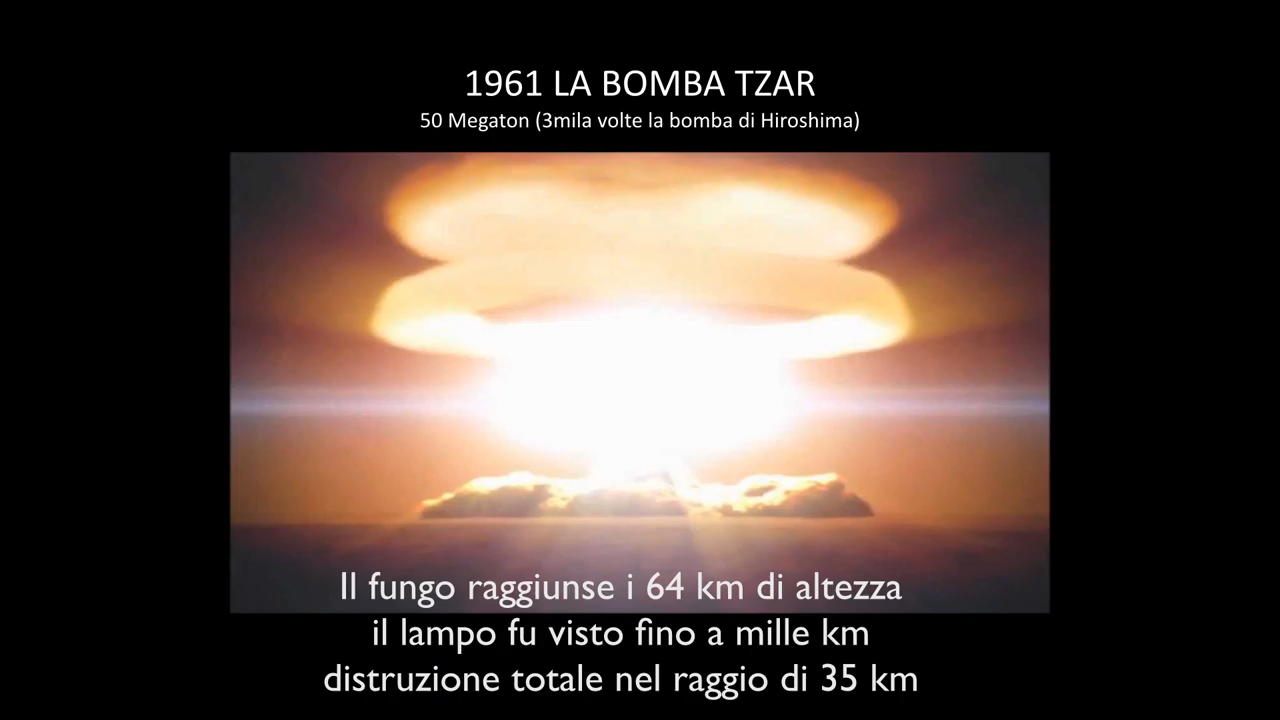 1961 LA BOMBA TZAR
50 Megaton (3mila volte la bomba di Hiroshima)
Il fungo raggiunse i 64 km di altezza
il lampo fu visto fino a mille km
distruzione totale nel raggio di 35 km